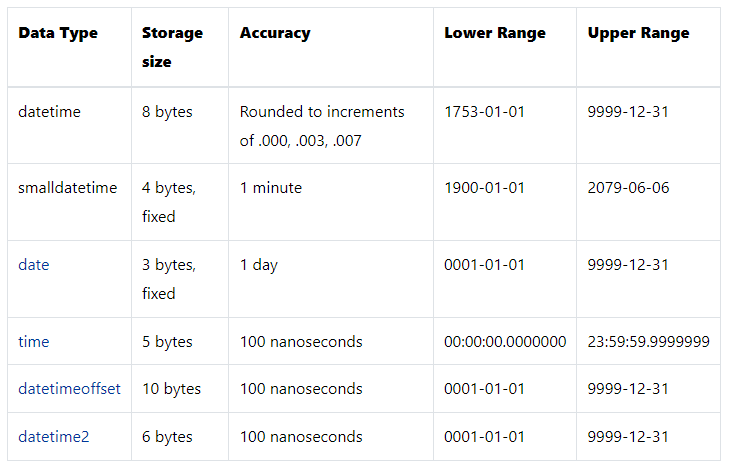 Data Type Storage size Accuracy Lower Range Upper Range
datetime 8 bytes Rounded to increments of .000, .003, .007 1753-01-01 9999-12-31
smalldatetime 4 bytes, fixed 1 minute 1900-01-01 2079-06-06
date 3 bytes, fixed 1 day 0001-01-01 9999-12-31
time 5 bytes 100 nanoseconds 00:00:00.0000000 23:59:59.9999999
datetimeoffset 10 bytes 100 nanoseconds 0001-01-01 9999-12-31
datetime2 6 bytes 100 nanoseconds 0001-01-01 9999-12-31